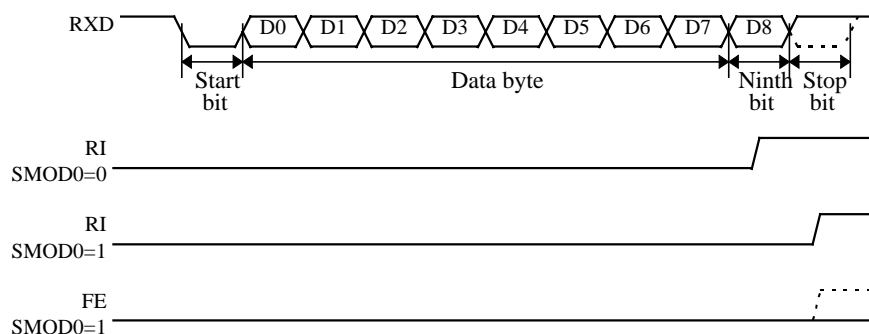 RXD D0 D1 D2 D3 D4 D5 D6 D7 D8
Start bit
Data byte
Ninth bit
Stop bit
RI
SMOD0=0
RI
SMOD0=1
FE
SMOD0=1